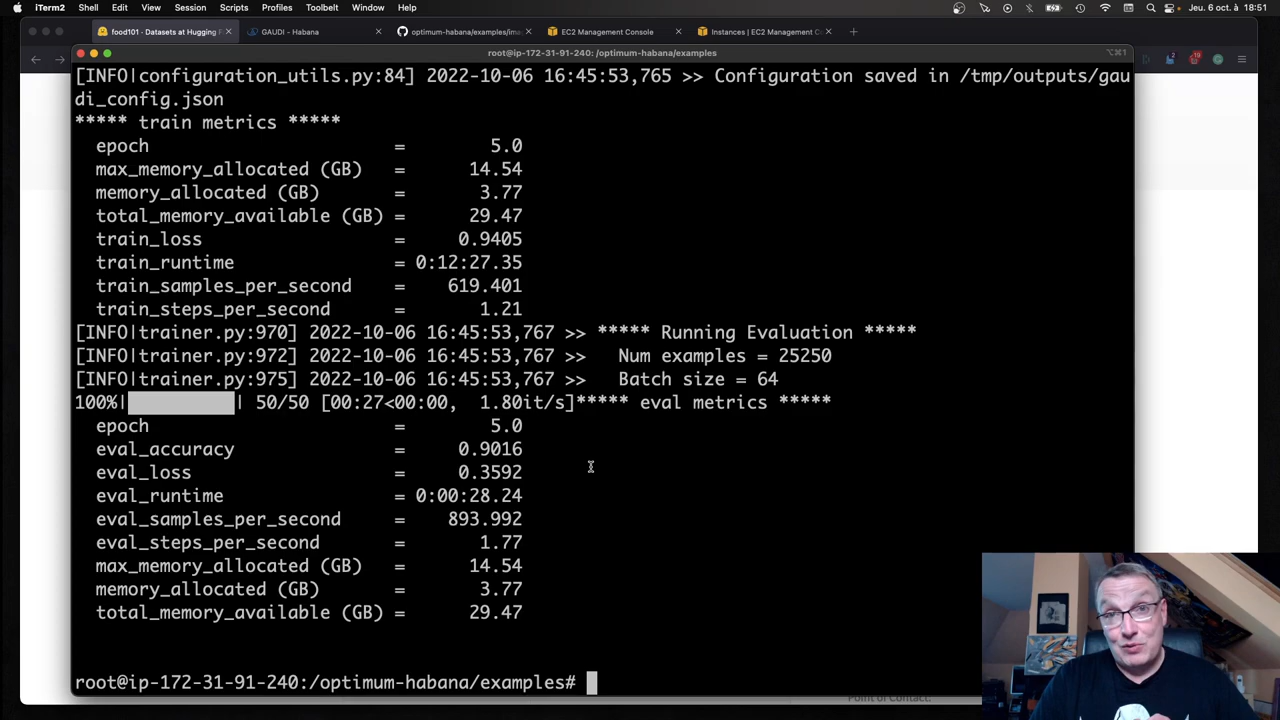 iTerm2 Shell Edit View Session Scripts Profiles Toolbelt Window Help Jeu. 6 oct. à 18:51
food101 · Datasets at Hugging F GAUDI - Habana optimum-habana/examples/ima EC2 Management Console Instances | EC2 Management C
root@ip-172-31-91-240: /optimum-habana/examples ⌥⌘1
[INFO|configuration_utils.py:84] 2022-10-06 16:45:53,765 >> Configuration saved in /tmp/outputs/gau
di_config.json
***** train metrics *****
epoch = 5.0
max_memory_allocated (GB) = 14.54
memory_allocated (GB) = 3.77
total_memory_available (GB) = 29.47
train_loss = 0.9405
train_runtime = 0:12:27.35
train_samples_per_second = 619.401
train_steps_per_second = 1.21
[INFO|trainer.py:970] 2022-10-06 16:45:53,767 >> ***** Running Evaluation *****
[INFO|trainer.py:972] 2022-10-06 16:45:53,767 >> Num examples = 25250
[INFO|trainer.py:975] 2022-10-06 16:45:53,767 >> Batch size = 64
100%| | 50/50 [00:27<00:00, 1.80it/s]***** eval metrics *****
epoch = 5.0
eval_accuracy = 0.9016
eval_loss = 0.3592
eval_runtime = 0:00:28.24
eval_samples_per_second = 893.992
eval_steps_per_second = 1.77
max_memory_allocated (GB) = 14.54
memory_allocated (GB) = 3.77
total_memory_available (GB) = 29.47
root@ip-172-31-91-240:/optimum-habana/examples#
Point of Contact: